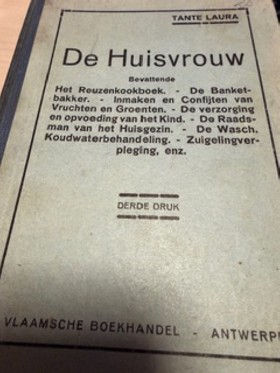 TANTE LAURA
De Huisvrouw
Bevattende
Het Reuzenkookboek. - De Banket-
bakker. - Inmaken en Confijten van
Vruchten en Groenten. - De verzorging
en opvoeding van het Kind. - De Raads-
man van het Huisgezin. - De Wasch.
Koudwaterbehandeling. - Zuigelingver-
pleging, enz.
DERDE DRUK
VLAAMSCHE BOEKHANDEL - ANTWERPE